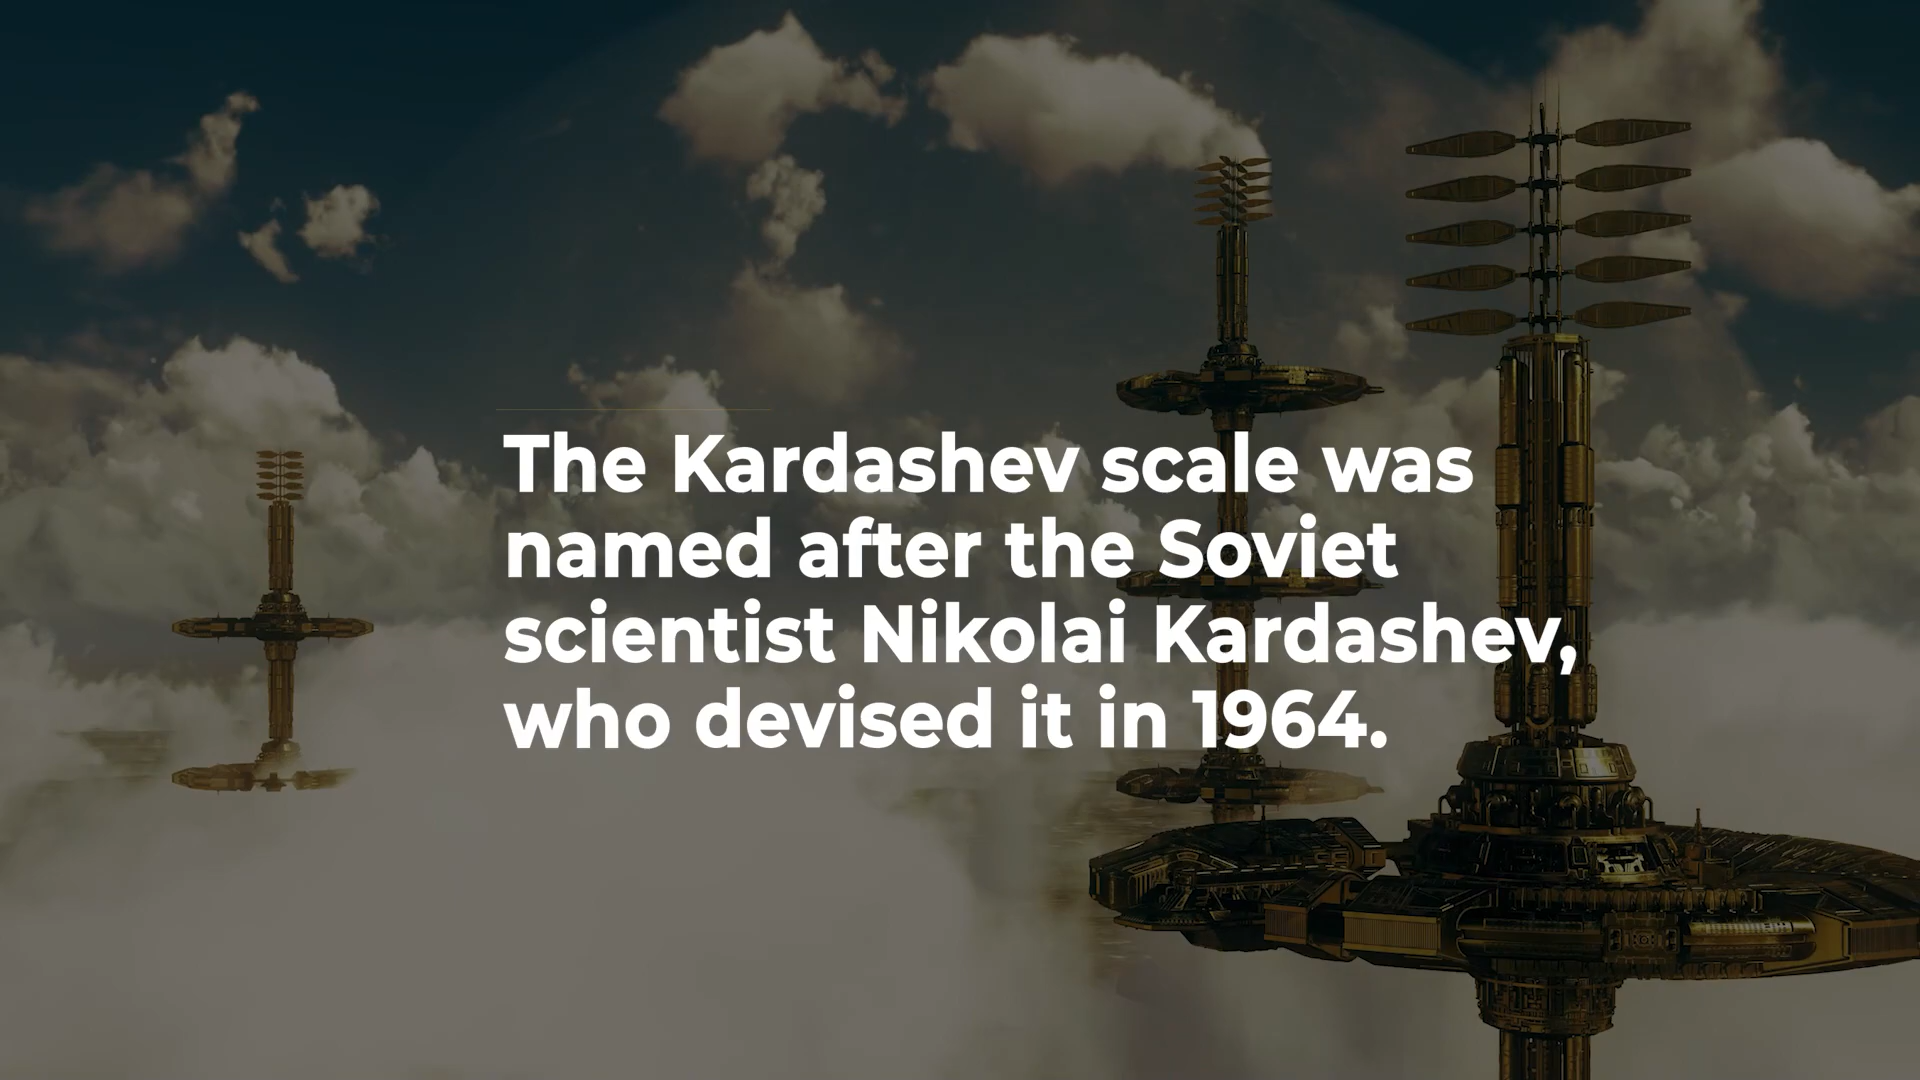 The Kardashev scale was
named after the Soviet
scientist Nikolai Kardashev,
who devised it in 1964.